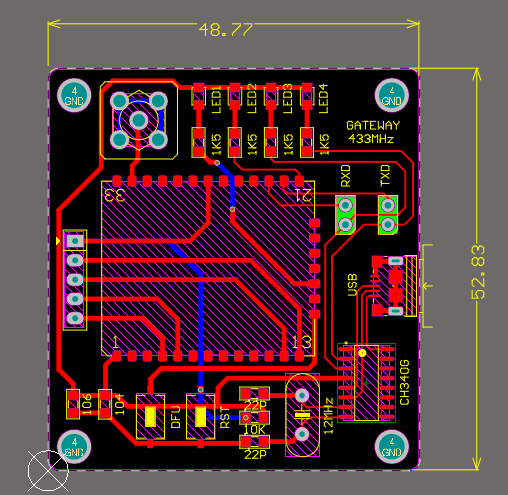 48.77
4
GND
4
GND
LED1
LED2
LED3
LED4
1K5
1K5
1K5
1K5
GATEWAY
433MHz
33
21
RXD
TXD
USB
52.83
1
13
CH340G
106
104
DFU
RST
22P
10K
22P
12MHz
4
GND
4
GND